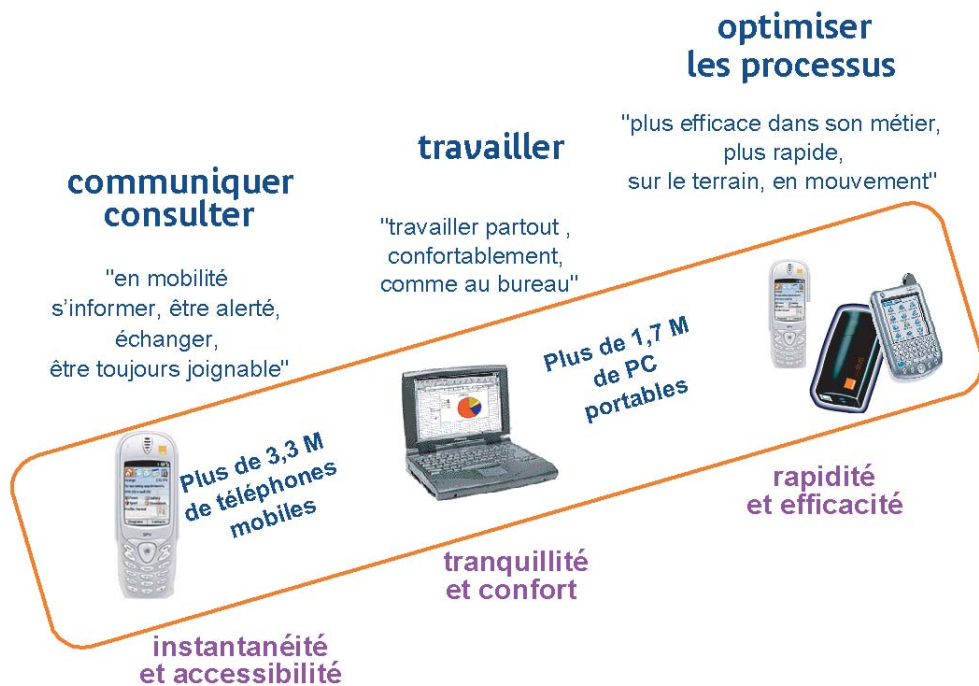 communiquer
consulter
"en mobilité
s'informer, être alerté,
échanger,
être toujours joignable"
Plus de 3,3 M
de téléphones
mobiles
instantanéité
et accessibilité
travailler
"travailler partout ,
confortablement,
comme au bureau"
Plus de 1,7 M
de PC
portables
tranquillité
et confort
optimiser
les processus
"plus efficace dans son métier,
plus rapide,
sur le terrain, en mouvement"
rapidité
et efficacité